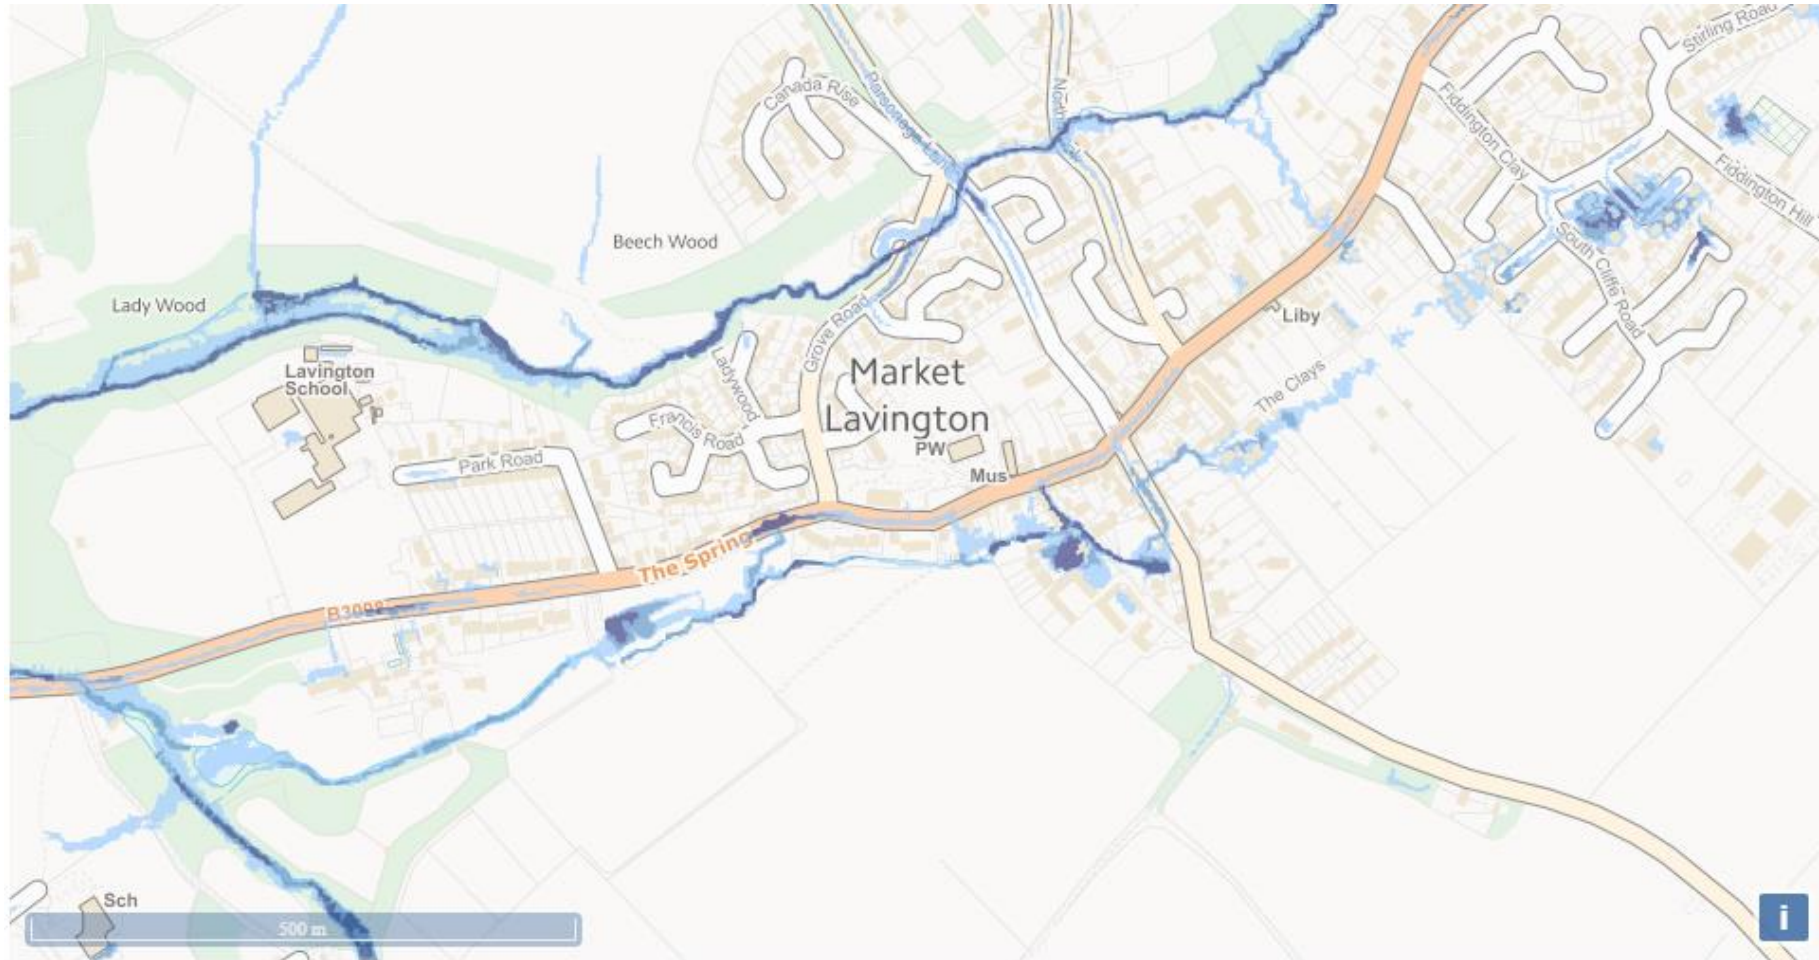 Stirling Road
Canada Rise
Parsonage Lane
North
Fiddington Clay
Fiddington Hill
Beech Wood
South Cliffe Road
Lady Wood
Liby
Grove Road
Lavington
School
Ladywood
Market
Lavington
The Clays
Francis Road
PW
Park Road
Mus
The Spring
B3098
Sch
500 m
i